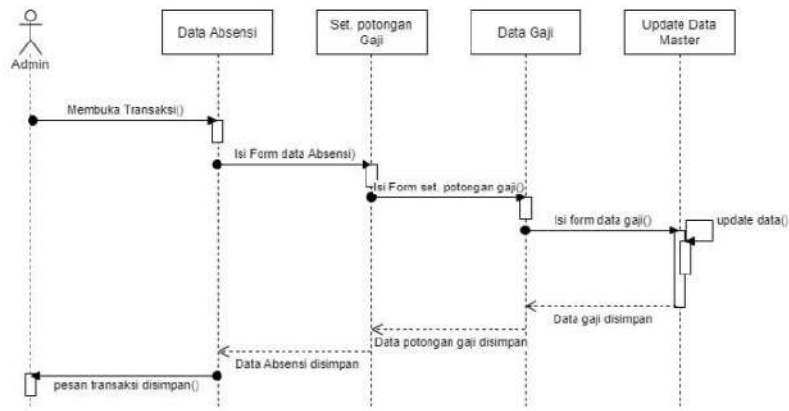 Data Absensi
Set. potongan
Gaji
Data Gaji
Update Data
Master
Admin
Membuka Transaksi()
Isi Form data Absensi)
Isi Form set. potongan gaji()
Isi form data gaji()
update data()
Data gaji disimpan
Data potongan gaji disimpan
Data Absensi disimpan
pesan transaksi disimpan()